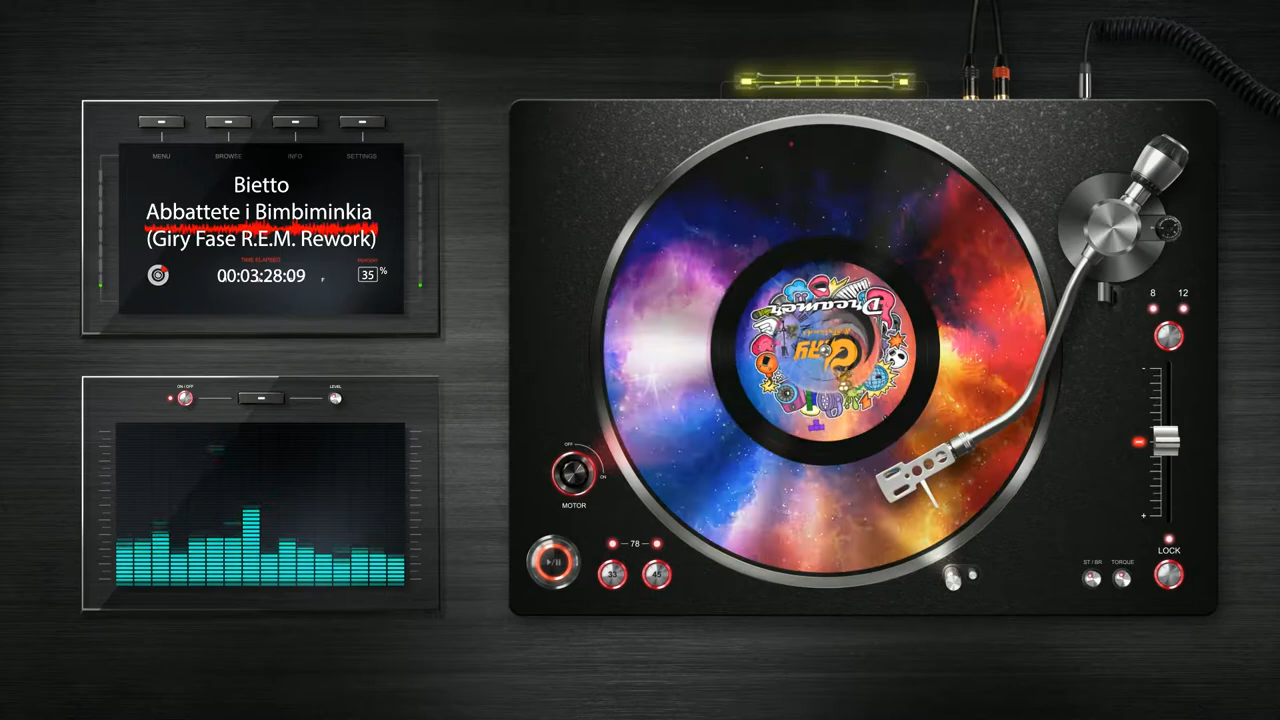 MENU BROWSE INFO SETTINGS
Bietto
Abbattete i Bimbiminkia
(Giry Fase R.E.M. Rework)
TIME ELAPSED
00:03:28:09 F
35 %
ON / OFF
LEVEL
Dreamer
8 12
OFF
ON
MOTOR
78
33 45
- 
+
LOCK
ST / BR TORQUE